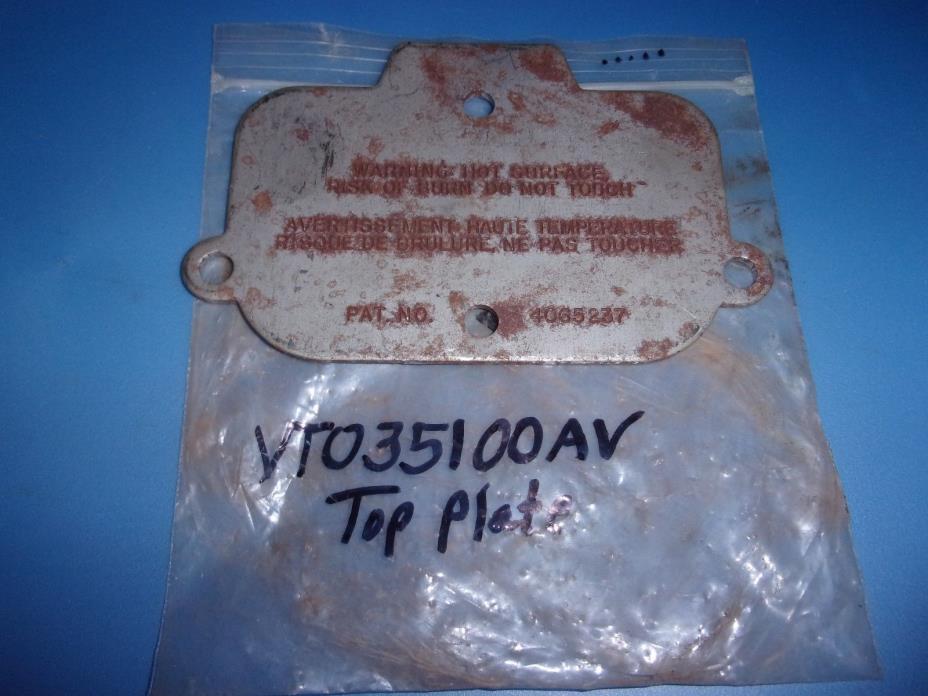 WARNING: HOT SURFACE
RISK OF BURN DO NOT TOUCH
AVERTISSEMENT, HAUTE TEMPERATURE
RISQUE DE BRULURE, NE PAS TOUCHER
PAT. NO. 4065237
VT035100AV
Top Plate